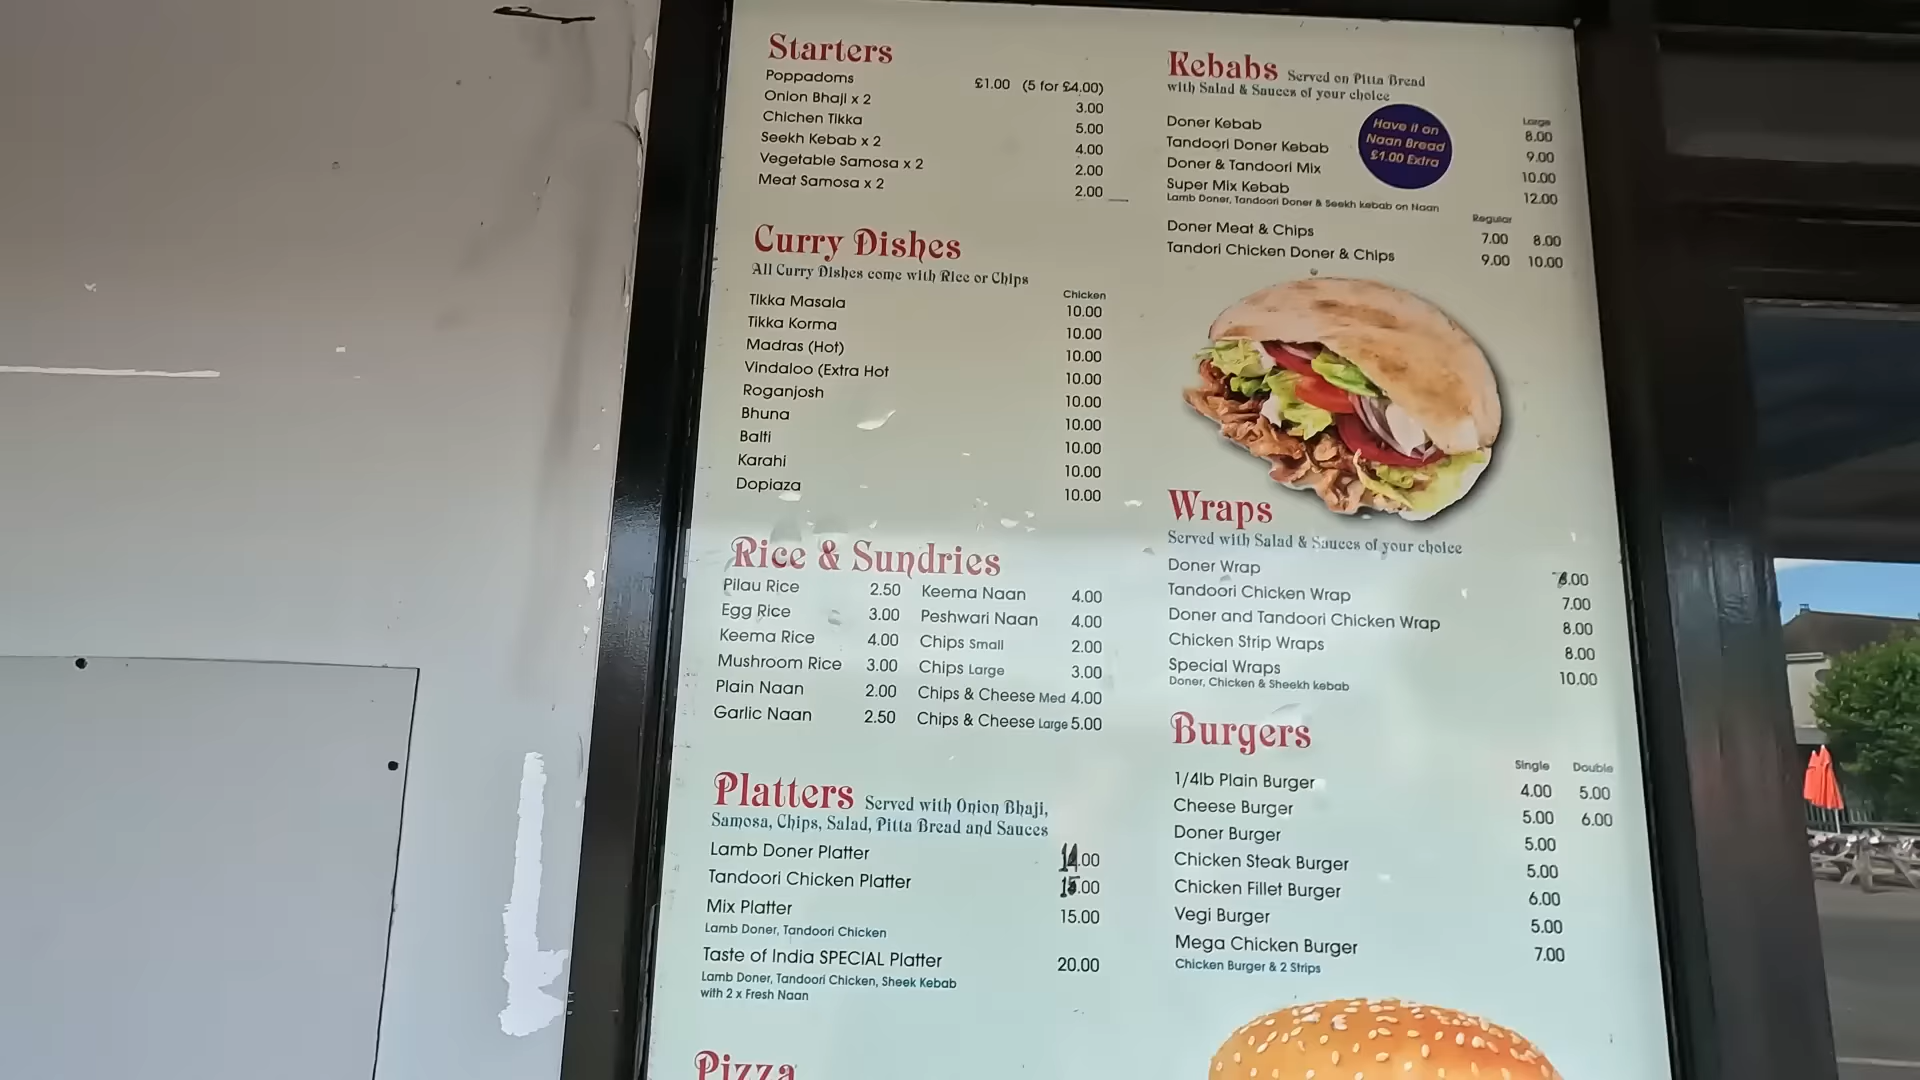 Starters
Poppadoms £1.00 (5 for £4.00)
Onion Bhaji x 2 3.00
Chichen Tikka 5.00
Seekh Kebab x 2 4.00
Vegetable Samosa x 2 2.00
Meat Samosa x 2 2.00
Curry Dishes
All Curry Dishes come with Rice or Chips
Chicken
Tikka Masala 10.00
Tikka Korma 10.00
Madras (Hot) 10.00
Vindaloo (Extra Hot 10.00
Roganjosh 10.00
Bhuna 10.00
Balti 10.00
Karahi 10.00
Dopiaza 10.00
Rice & Sundries
Pilau Rice 2.50 Keema Naan 4.00
Egg Rice 3.00 Peshwari Naan 4.00
Keema Rice 4.00 Chips Small 2.00
Mushroom Rice 3.00 Chips Large 3.00
Plain Naan 2.00 Chips & Cheese Med 4.00
Garlic Naan 2.50 Chips & Cheese Large 5.00
Platters Served with Onion Bhaji,
Samosa, Chips, Salad, Pitta Bread and Sauces
Lamb Doner Platter 14.00
Tandoori Chicken Platter 15.00
Mix Platter 15.00
Lamb Doner, Tandoori Chicken
Taste of India SPECIAL Platter 20.00
Lamb Doner, Tandoori Chicken, Sheek Kebab
with 2 x Fresh Naan
Pizza
Kebabs Served on Pitta Bread
with Salad & Sauces of your choice
Large
Doner Kebab 8.00
Tandoori Doner Kebab 9.00
Doner & Tandoori Mix 10.00
Super Mix Kebab 12.00
Lamb Doner, Tandoori Doner & Seekh kebab on Naan
Have it on
Naan Bread
£1.00 Extra
Regular
Doner Meat & Chips 7.00 8.00
Tandori Chicken Doner & Chips 9.00 10.00
Wraps
Served with Salad & Sauces of your choice
Doner Wrap
Tandoori Chicken Wrap 7.00
Doner and Tandoori Chicken Wrap 8.00
Chicken Strip Wraps 8.00
Special Wraps 10.00
Doner, Chicken & Sheekh kebab
Burgers
Single Double
1/4lb Plain Burger 4.00 5.00
Cheese Burger 5.00 6.00
Doner Burger 5.00
Chicken Steak Burger 5.00
Chicken Fillet Burger 6.00
Vegi Burger 5.00
Mega Chicken Burger 7.00
Chicken Burger & 2 Strips